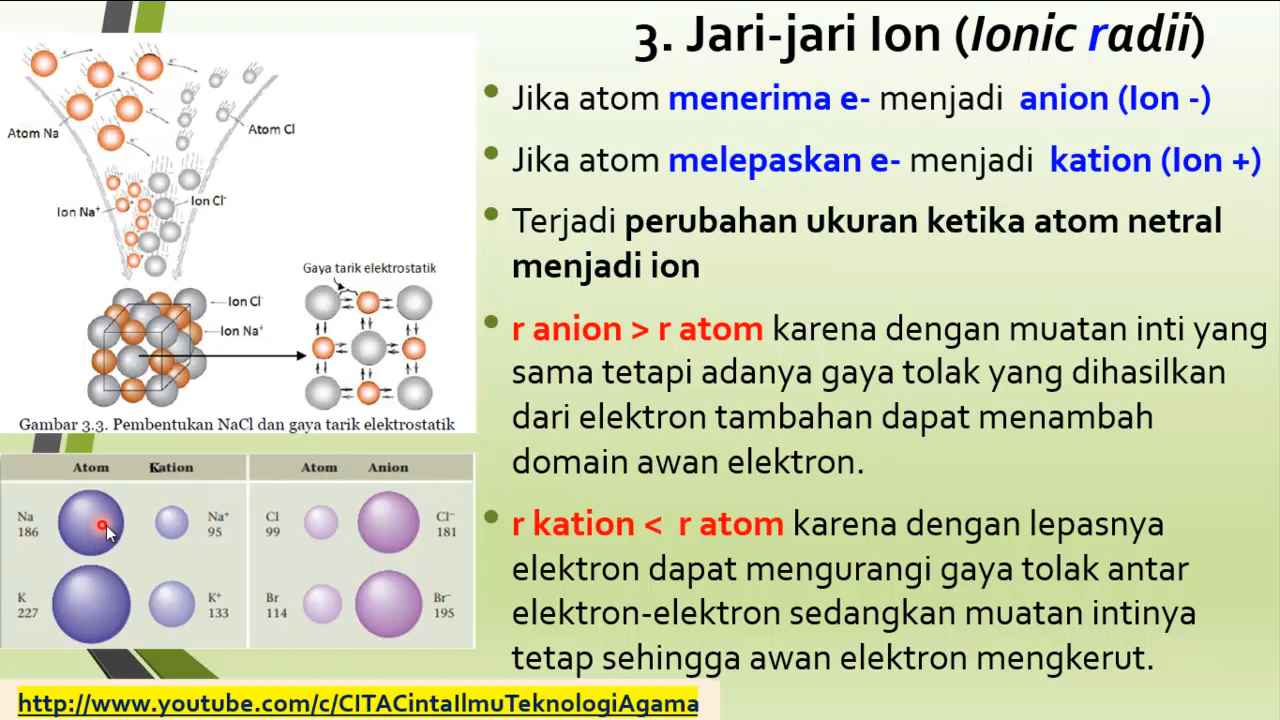 3. Jari-jari Ion (Ionic radii)
• Jika atom menerima e- menjadi anion (Ion -)
• Jika atom melepaskan e- menjadi kation (Ion +)
• Terjadi perubahan ukuran ketika atom netral
menjadi ion
• r anion > r atom karena dengan muatan inti yang
sama tetapi adanya gaya tolak yang dihasilkan
dari elektron tambahan dapat menambah
domain awan elektron.
• r kation < r atom karena dengan lepasnya
elektron dapat mengurangi gaya tolak antar
elektron-elektron sedangkan muatan intinya
tetap sehingga awan elektron mengkerut.
Atom Na
Atom Cl
Ion Na⁺
Ion Cl⁻
Gaya tarik elektrostatik
Ion Cl⁻
Ion Na⁺
Gambar 3.3. Pembentukan NaCl dan gaya tarik elektrostatik
Atom Kation Atom Anion
Na Na⁺ Cl Cl⁻
186 95 99 181
K K⁺ Br Br⁻
227 133 114 195
http://www.youtube.com/c/CITACintaIlmuTeknologiAgama